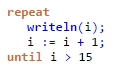 repeat
writeln(i);
i := i + 1;
until i > 15